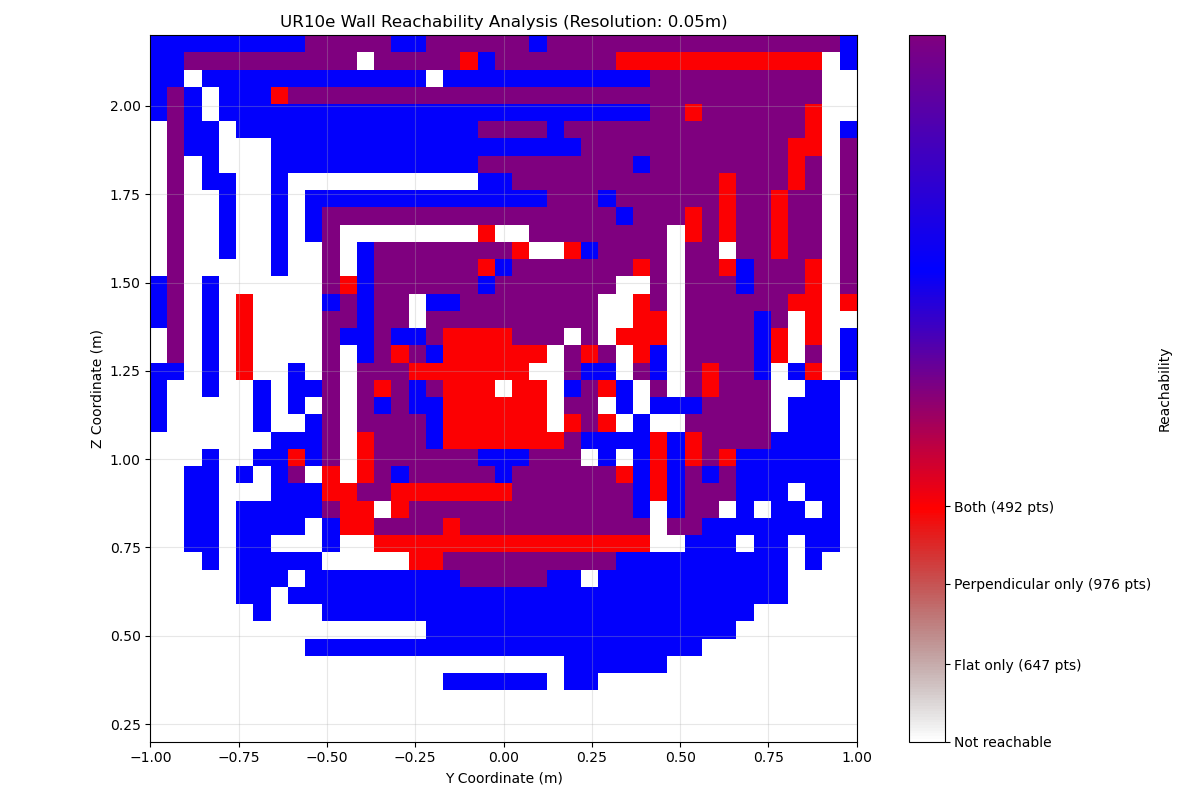 UR10e Wall Reachability Analysis (Resolution: 0.05m)
Z Coordinate (m)
2.00
1.75
1.50
1.25
1.00
0.75
0.50
0.25
−1.00 −0.75 −0.50 −0.25 0.00 0.25 0.50 0.75 1.00
Y Coordinate (m)
Both (492 pts)
Perpendicular only (976 pts)
Flat only (647 pts)
Not reachable
Reachability